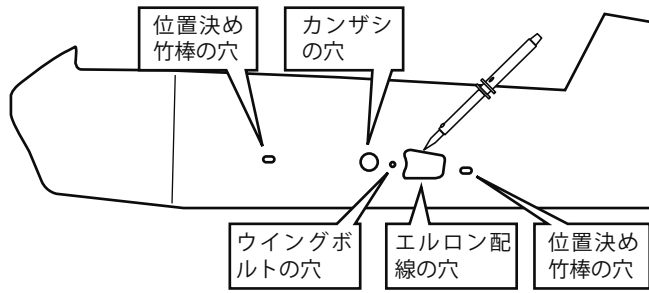 位置決め
竹棒の穴
カンザシ
の穴
ウイングボ
ルトの穴
エルロン配
線の穴
位置決め
竹棒の穴